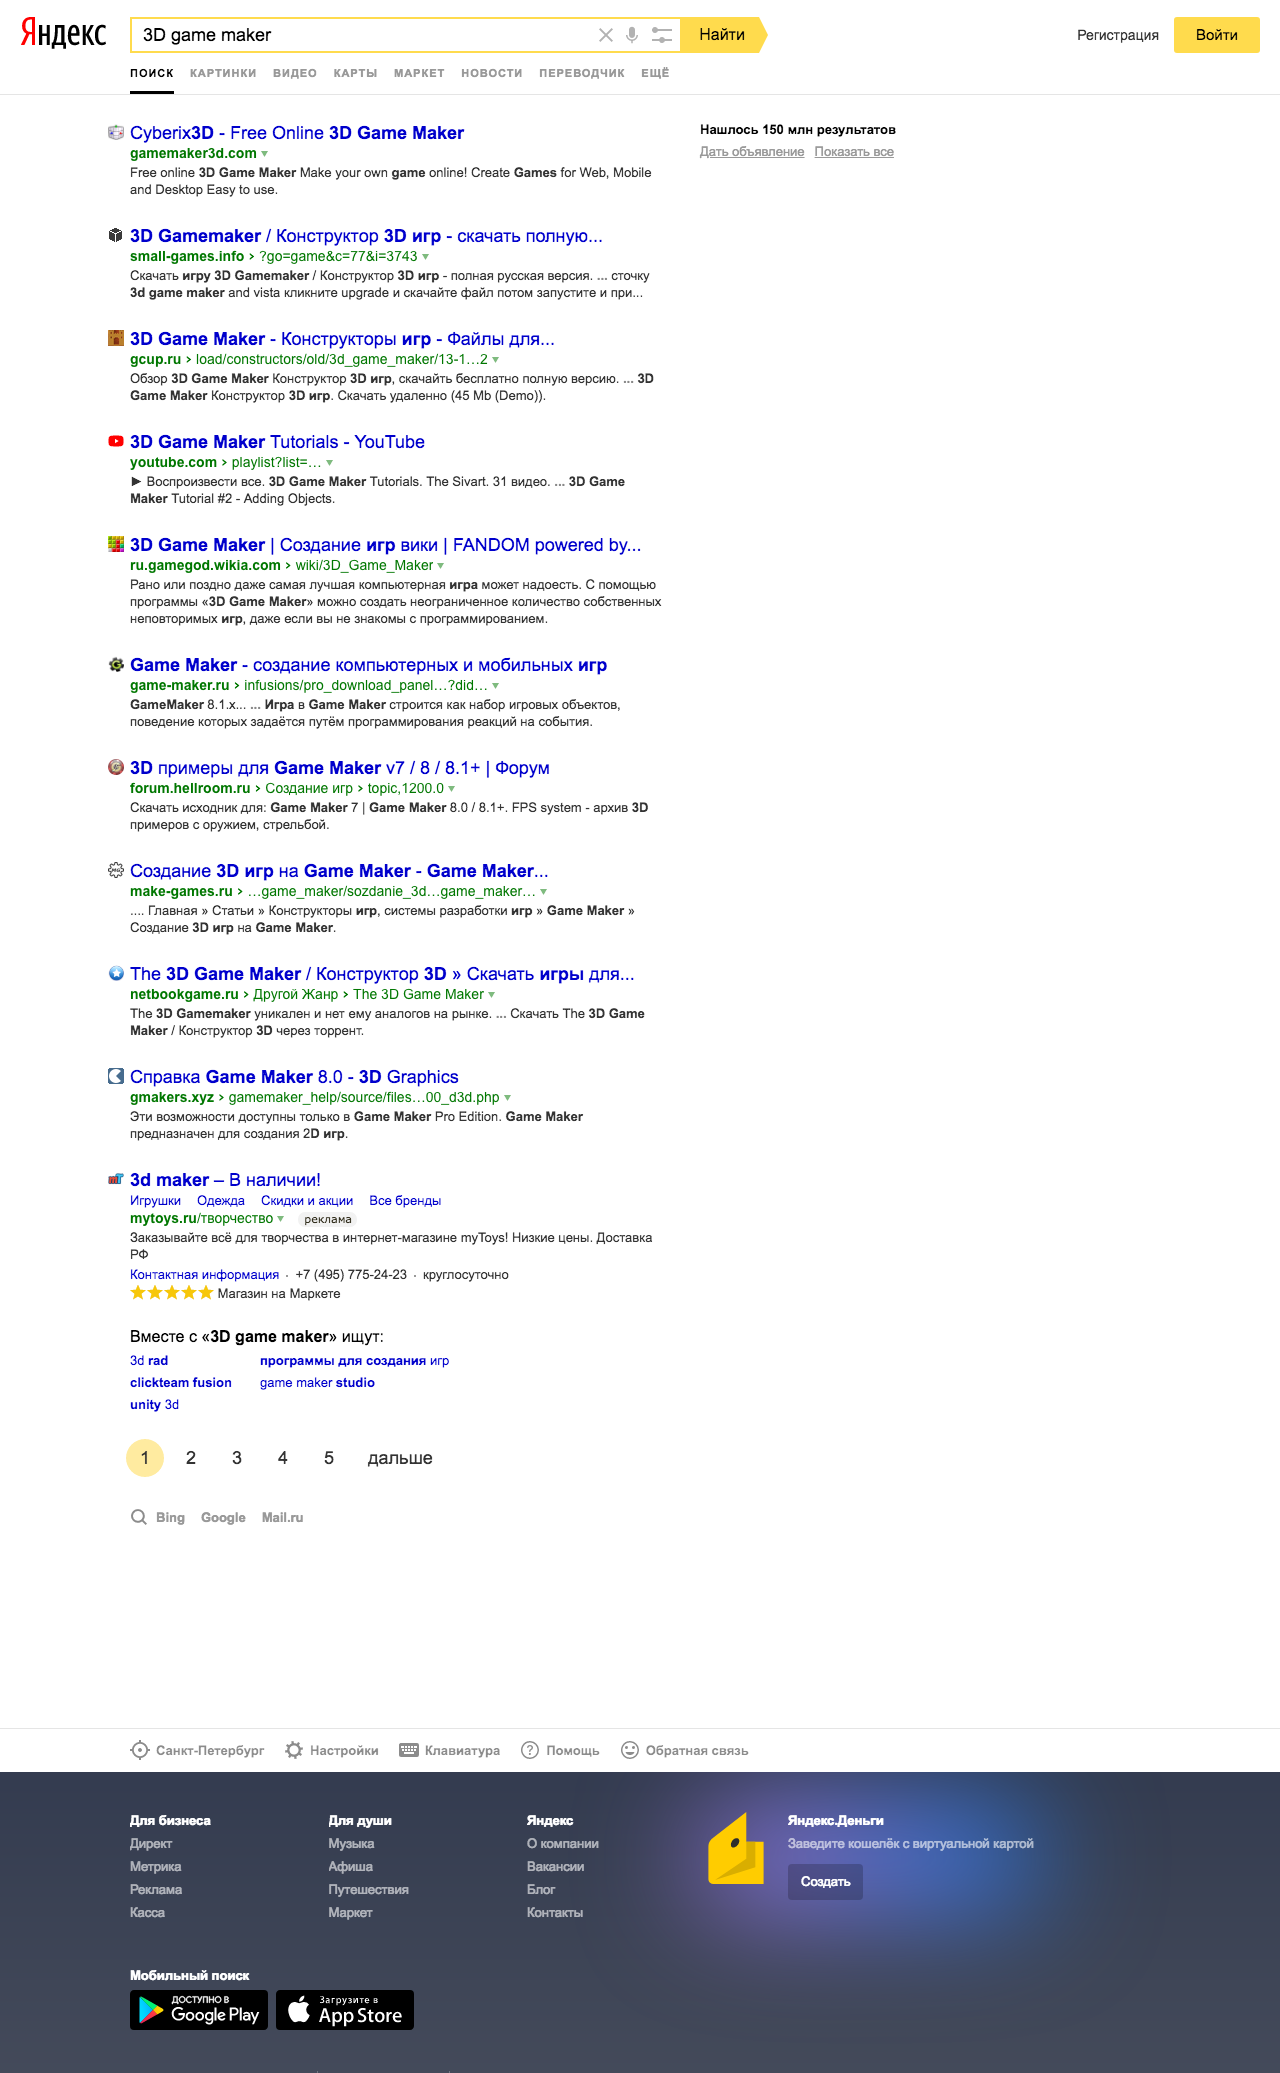 Яндекс
3D game maker
Найти
Регистрация
Войти
ПОИСК КАРТИНКИ ВИДЕО КАРТЫ МАРКЕТ НОВОСТИ ПЕРЕВОДЧИК ЕЩЁ
Нашлось 150 млн результатов
Дать объявление Показать все
Cyberix3D - Free Online 3D Game Maker
gamemaker3d.com
Free online 3D Game Maker Make your own game online! Create Games for Web, Mobile
and Desktop Easy to use.
3D Gamemaker / Конструктор 3D игр - скачать полную...
small-games.info › ?go=game&c=77&i=3743
Скачать игру 3D Gamemaker / Конструктор 3D игр - полная русская версия. ... сточку
3d game maker and vista кликните upgrade и скачайте файл потом запустите и при...
3D Game Maker - Конструкторы игр - Файлы для...
gcup.ru › load/constructors/old/3d_game_maker/13-1…2
Обзор 3D Game Maker Конструктор 3D игр, скачайть бесплатно полную версию. ... 3D
Game Maker Конструктор 3D игр. Скачать удаленно (45 Mb (Demo)).
3D Game Maker Tutorials - YouTube
youtube.com › playlist?list=…
► Воспроизвести все. 3D Game Maker Tutorials. The Sivart. 31 видео. ... 3D Game
Maker Tutorial #2 - Adding Objects.
3D Game Maker | Создание игр вики | FANDOM powered by...
ru.gamegod.wikia.com › wiki/3D_Game_Maker
Рано или поздно даже самая лучшая компьютерная игра может надоесть. С помощью
программы «3D Game Maker» можно создать неограниченное количество собственных
неповторимых игр, даже если вы не знакомы с программированием.
Game Maker - создание компьютерных и мобильных игр
game-maker.ru › infusions/pro_download_panel…?did…
GameMaker 8.1.x... ... Игра в Game Maker строится как набор игровых объектов,
поведение которых задаётся путём программирования реакций на события.
3D примеры для Game Maker v7 / 8 / 8.1+ | Форум
forum.hellroom.ru › Создание игр › topic,1200.0
Скачать исходник для: Game Maker 7 | Game Maker 8.0 / 8.1+. FPS system - архив 3D
примеров с оружием, стрельбой.
Создание 3D игр на Game Maker - Game Maker...
make-games.ru › …game_maker/sozdanie_3d…game_maker…
.... Главная » Статьи » Конструкторы игр, системы разработки игр » Game Maker »
Создание 3D игр на Game Maker.
The 3D Game Maker / Конструктор 3D » Скачать игры для...
netbookgame.ru › Другой Жанр › The 3D Game Maker
The 3D Gamemaker уникален и нет ему аналогов на рынке. ... Скачать The 3D Game
Maker / Конструктор 3D через торрент.
Справка Game Maker 8.0 - 3D Graphics
gmakers.xyz › gamemaker_help/source/files…00_d3d.php
Эти возможности доступны только в Game Maker Pro Edition. Game Maker
предназначен для создания 2D игр.
3d maker – В наличии!
Игрушки Одежда Скидки и акции Все бренды
mytoys.ru/творчество реклама
Заказывайте всё для творчества в интернет-магазине myToys! Низкие цены. Доставка
РФ
Контактная информация · +7 (495) 775-24-23 · круглосуточно
Магазин на Маркете
Вместе с «3D game maker» ищут:
3d rad программы для создания игр
clickteam fusion game maker studio
unity 3d
1 2 3 4 5 дальше
Bing Google Mail.ru
Санкт-Петербург Настройки Клавиатура Помощь Обратная связь
Для бизнеса
Директ
Метрика
Реклама
Касса
Для души
Музыка
Афиша
Путешествия
Маркет
Яндекс
О компании
Вакансии
Блог
Контакты
Яндекс.Деньги
Заведите кошелёк с виртуальной картой
Создать
Мобильный поиск
ДОСТУПНО В
Google Play
Загрузите в
App Store